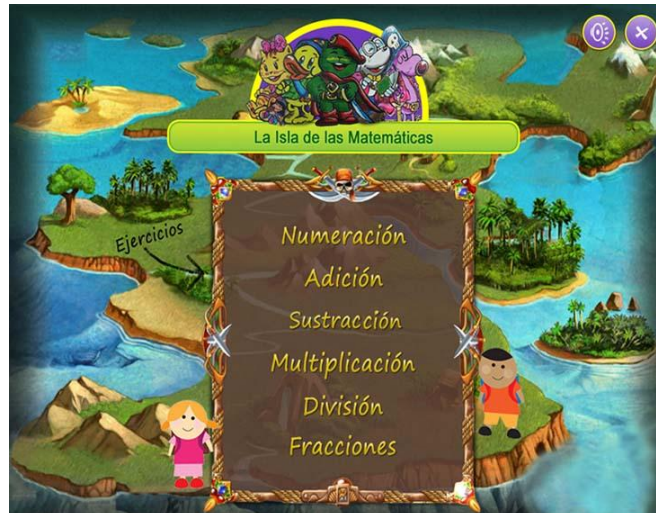 La Isla de las Matemáticas
Ejercicios
Numeración
Adición
Sustracción
Multiplicación
División
Fracciones